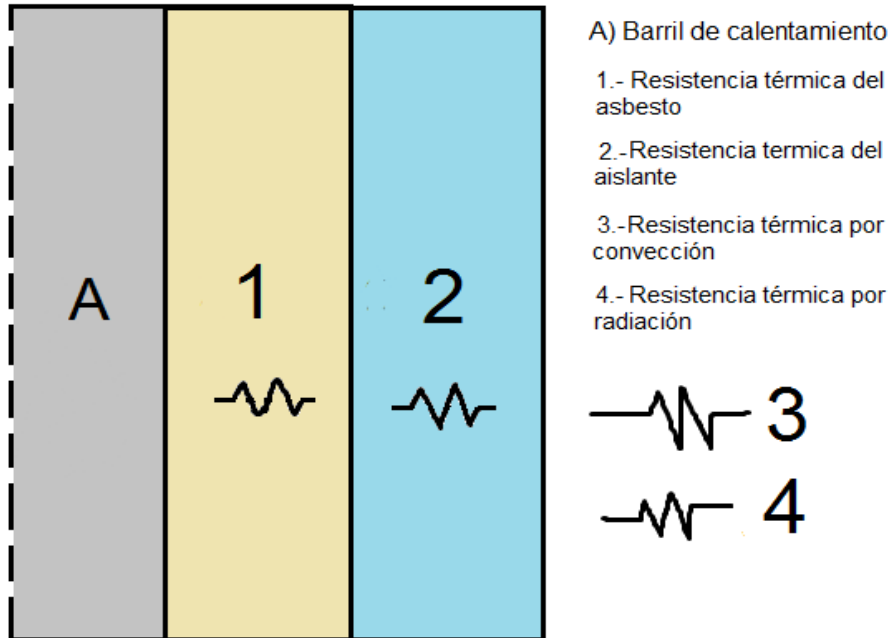 A) Barril de calentamiento
1.- Resistencia térmica del
asbesto
2.-Resistencia termica del
aislante
3.-Resistencia térmica por
convección
4.- Resistencia térmica por
radiación
A
1
2
3
4